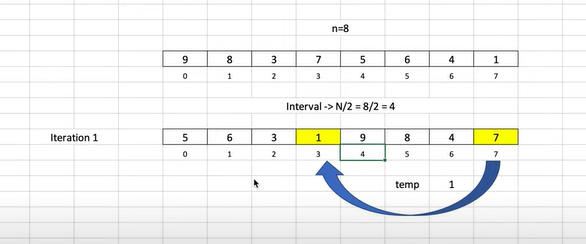 n=8
9 8 3 7 5 6 4 1
0 1 2 3 4 5 6 7
Interval -> N/2 = 8/2 = 4
Iteration 1 5 6 3 1 9 8 4 7
0 1 2 3 4 5 6 7
temp 1